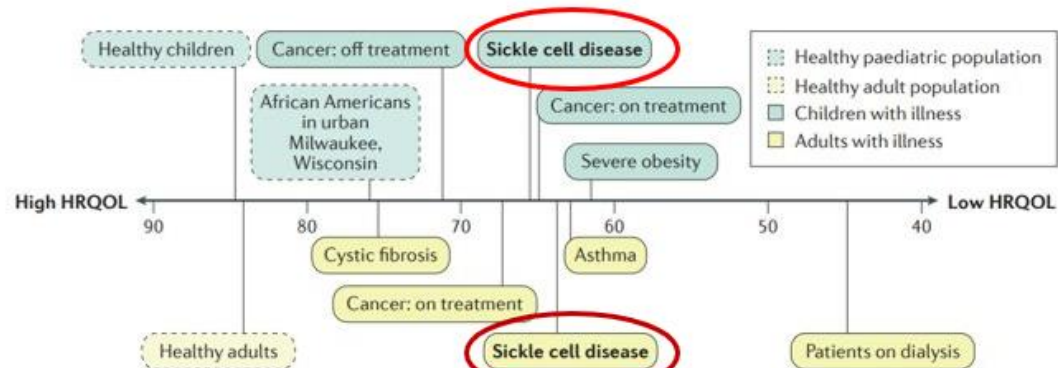 Healthy children
Cancer: off treatment
Sickle cell disease
African Americans
in urban
Milwaukee,
Wisconsin
Cancer: on treatment
Severe obesity
Healthy paediatric population
Healthy adult population
Children with illness
Adults with illness
High HRQOL
Low HRQOL
90
80
70
60
50
40
Cystic fibrosis
Asthma
Cancer: on treatment
Healthy adults
Sickle cell disease
Patients on dialysis